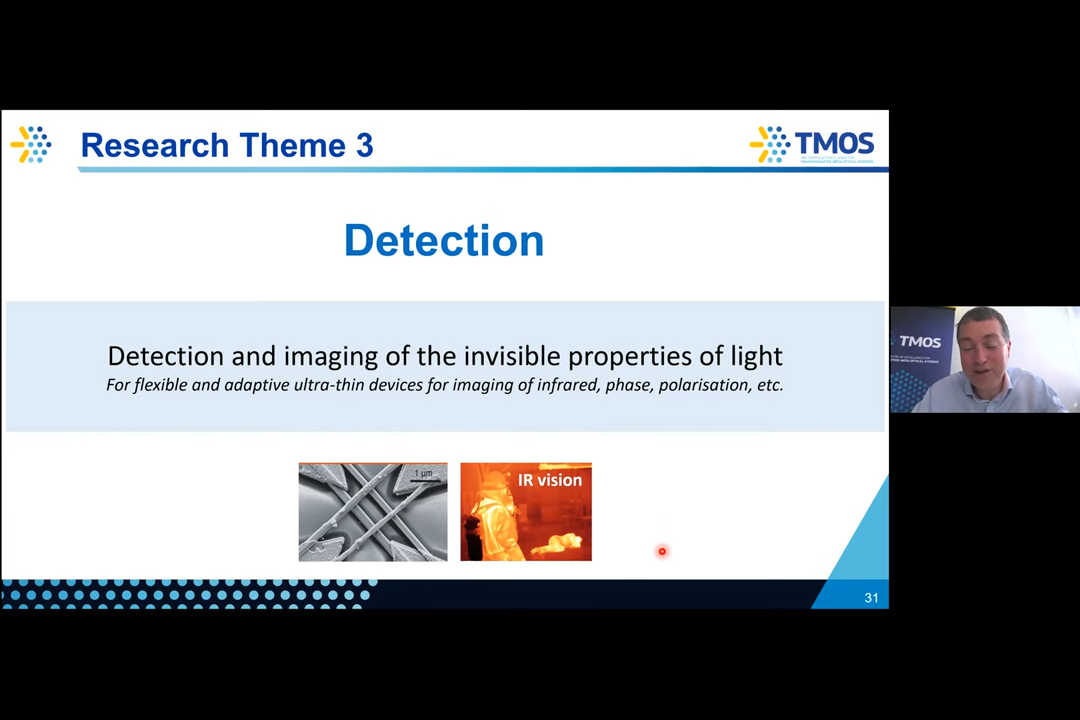 Research Theme 3
TMOS
Detection
Detection and imaging of the invisible properties of light
For flexible and adaptive ultra-thin devices for imaging of infrared, phase, polarisation, etc.
1 μm
IR vision
31
TMOS